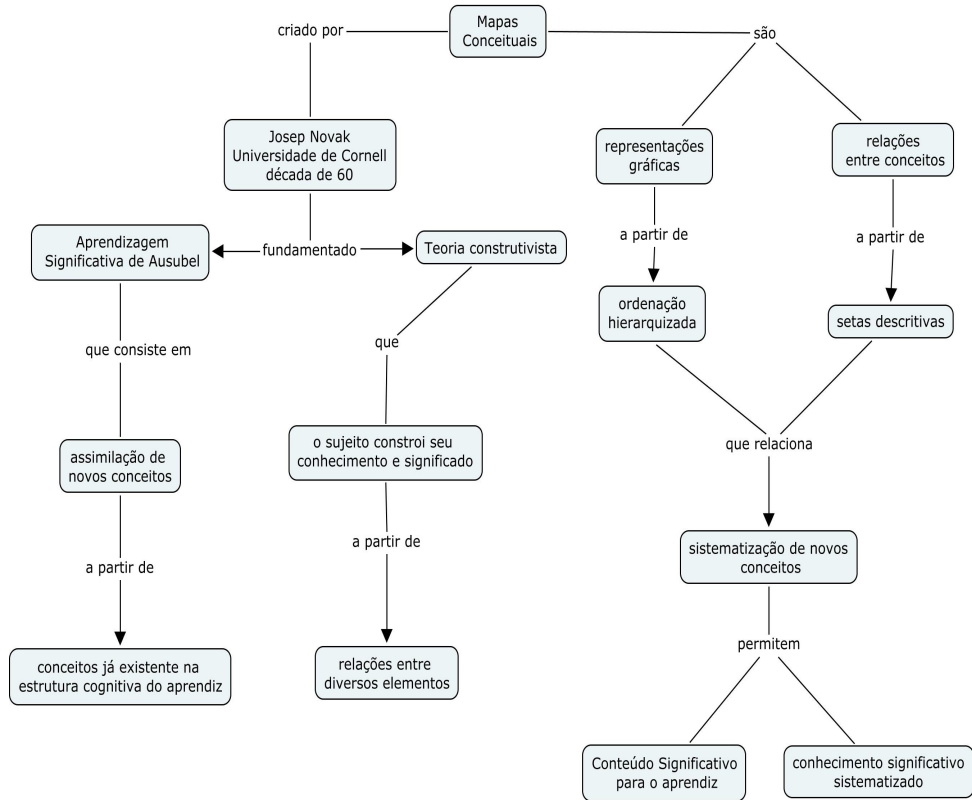 Mapas
Conceituais
criado por
são
Josep Novak
Universidade de Cornell
década de 60
representações
gráficas
relações
entre conceitos
Aprendizagem
Significativa de Ausubel
fundamentado
Teoria construtivista
a partir de
a partir de
ordenação
hierarquizada
setas descritivas
que consiste em
que
assimilação de
novos conceitos
o sujeito constroi seu
conhecimento e significado
que relaciona
a partir de
a partir de
sistematização de novos
conceitos
conceitos já existente na
estrutura cognitiva do aprendiz
relações entre
diversos elementos
permitem
Conteúdo Significativo
para o aprendiz
conhecimento significativo
sistematizado